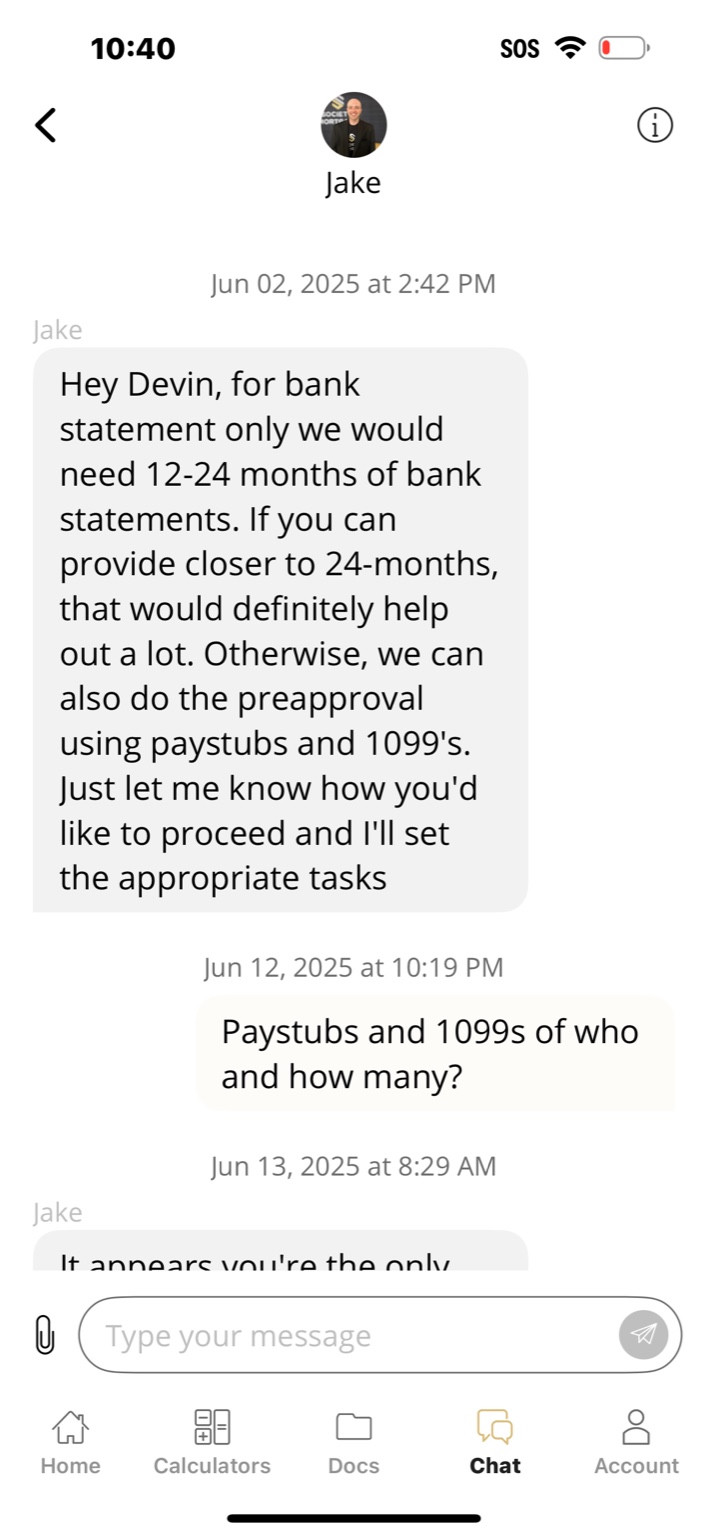 10:40
SOS
Jake
Jun 02, 2025 at 2:42 PM
Jake
Hey Devin, for bank
statement only we would
need 12-24 months of bank
statements. If you can
provide closer to 24-months,
that would definitely help
out a lot. Otherwise, we can
also do the preapproval
using paystubs and 1099's.
Just let me know how you'd
like to proceed and I'll set
the appropriate tasks
Jun 12, 2025 at 10:19 PM
Paystubs and 1099s of who
and how many?
Jun 13, 2025 at 8:29 AM
Jake
It appears you're the only
Type your message
Home
Calculators
Docs
Chat
Account